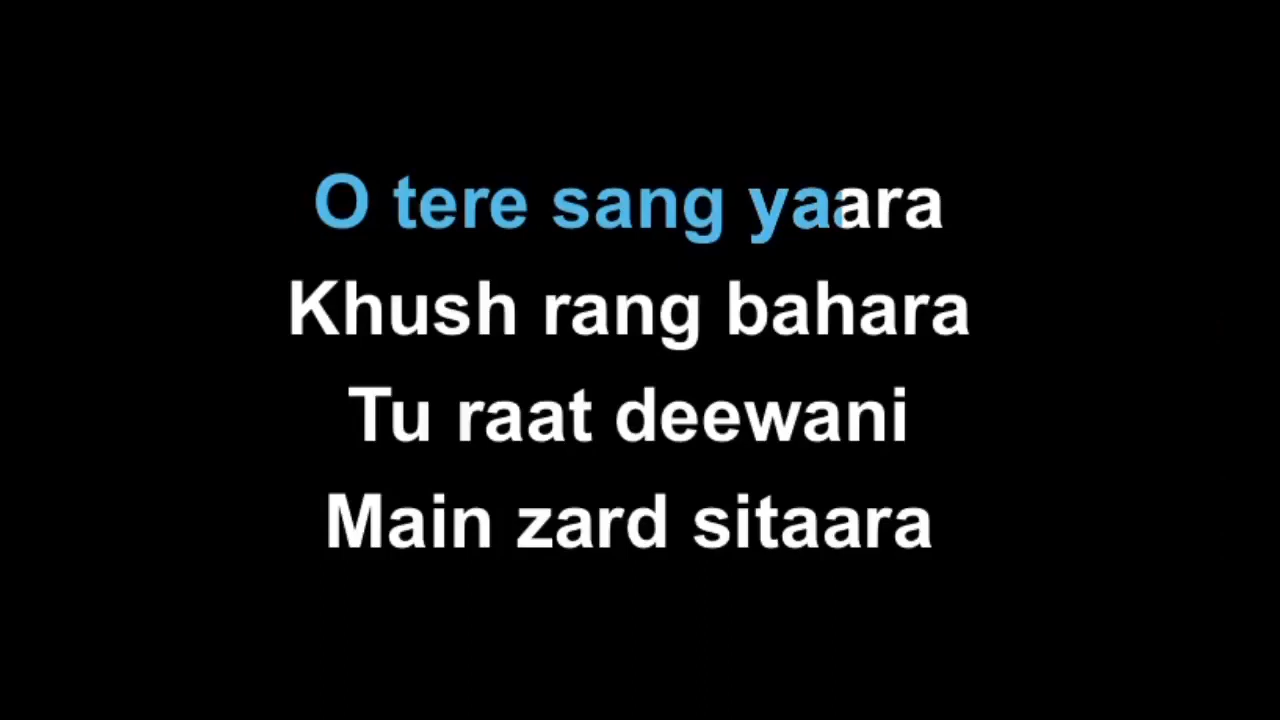 O tere sang yaara
Khush rang bahara
Tu raat deewani
Main zard sitaara